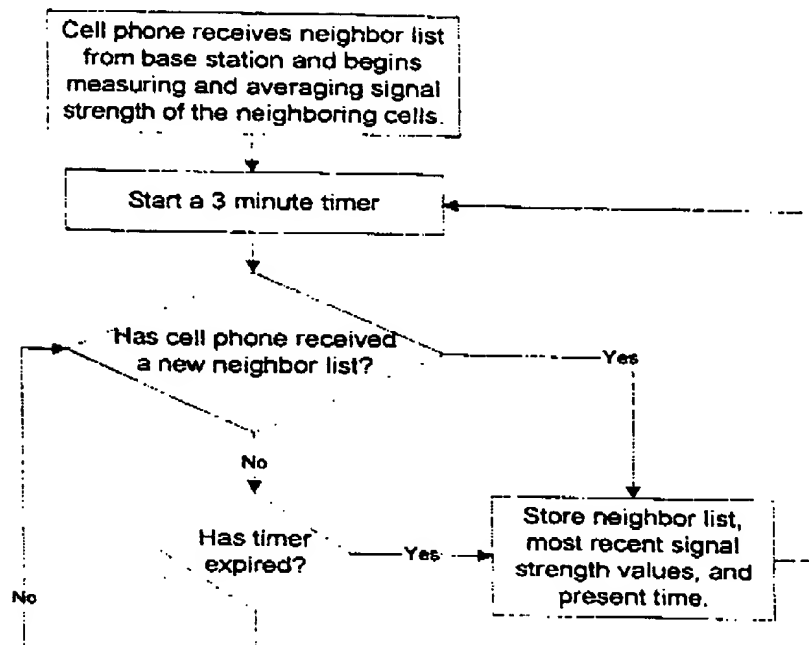 Cell phone receives neighbor list
from base station and begins
measuring and averaging signal
strength of the neighboring cells.
Start a 3 minute timer
Has cell phone received
a new neighbor list?
Yes
No
Has timer
expired?
Yes
Store neighbor list,
most recent signal
strength values, and
present time.
No